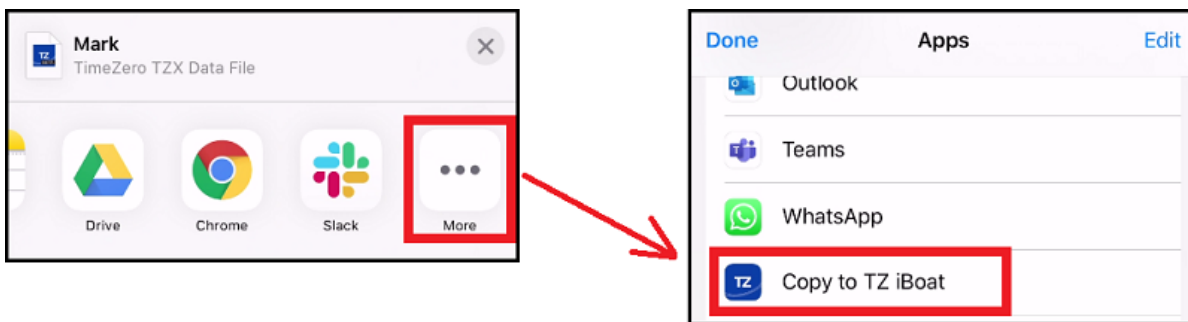 Mark
TimeZero TZX Data File
Drive
Chrome
Slack
More
Done
Apps
Edit
Outlook
Teams
WhatsApp
TZ
Copy to TZ iBoat